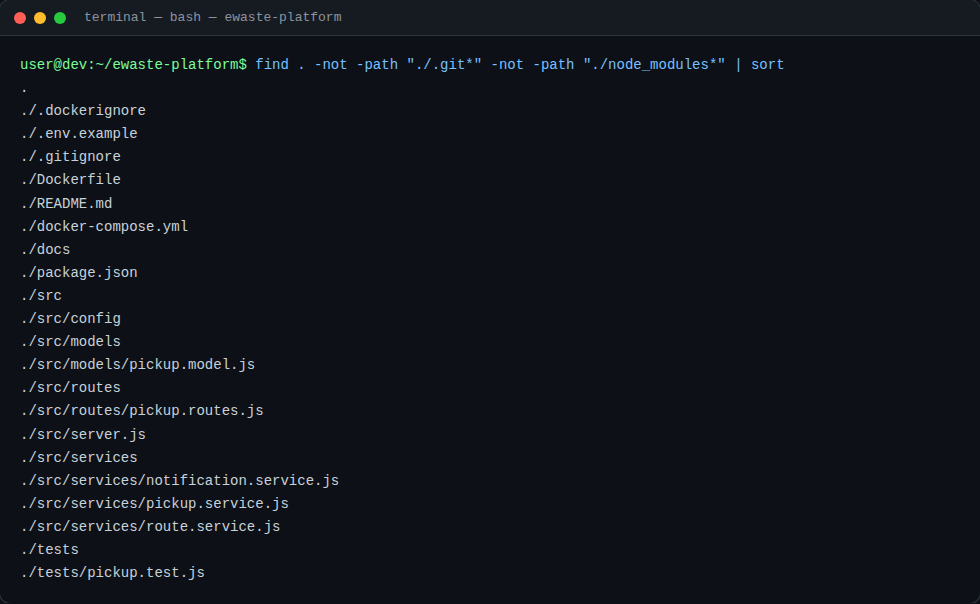 terminal — bash — ewaste-platform
user@dev:~/ewaste-platform$ find . -not -path "./.git*" -not -path "./node_modules*" | sort
.
./.dockerignore
./.env.example
./.gitignore
./Dockerfile
./README.md
./docker-compose.yml
./docs
./package.json
./src
./src/config
./src/models
./src/models/pickup.model.js
./src/routes
./src/routes/pickup.routes.js
./src/server.js
./src/services
./src/services/notification.service.js
./src/services/pickup.service.js
./src/services/route.service.js
./tests
./tests/pickup.test.js